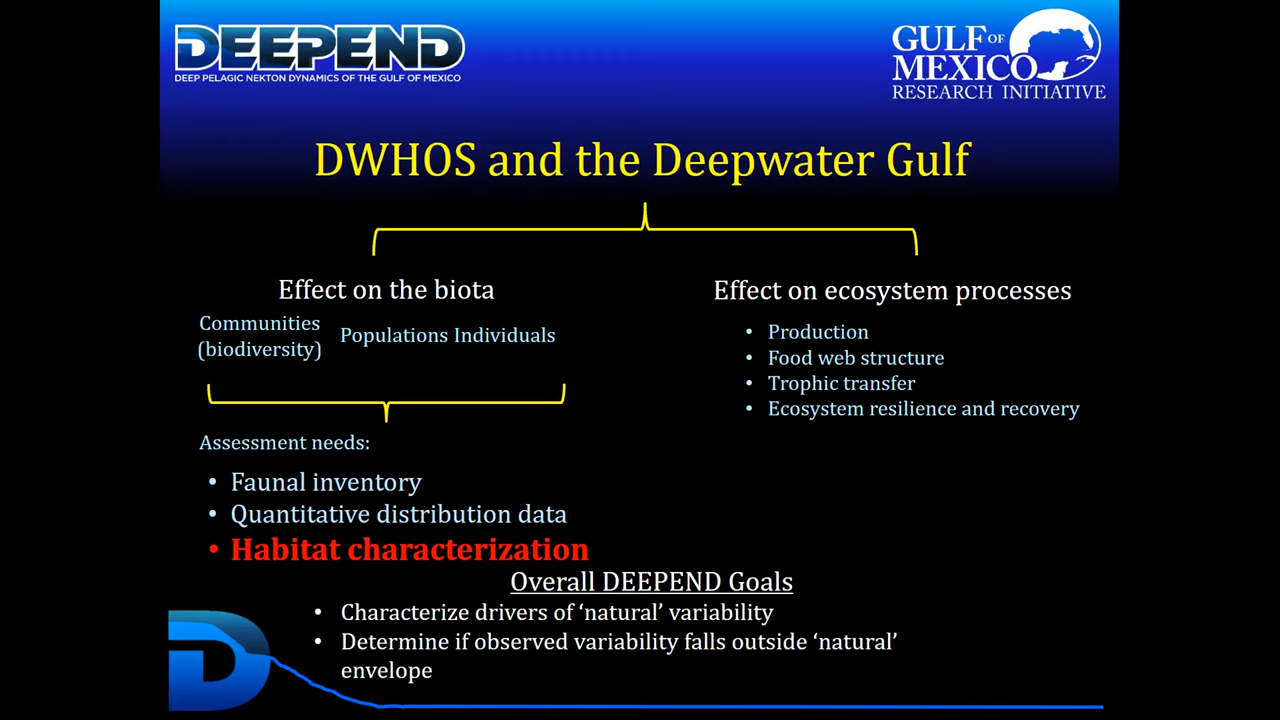 DEEPEND
DEEP PELAGIC NEKTON DYNAMICS OF THE GULF OF MEXICO
GULF OF
MEXICO
RESEARCH INITIATIVE
DWHOS and the Deepwater Gulf
Effect on the biota
Communities
(biodiversity)
Populations Individuals
Assessment needs:
• Faunal inventory
• Quantitative distribution data
• Habitat characterization
Effect on ecosystem processes
• Production
• Food web structure
• Trophic transfer
• Ecosystem resilience and recovery
Overall DEEPEND Goals
• Characterize drivers of ‘natural’ variability
• Determine if observed variability falls outside ‘natural’
envelope
D